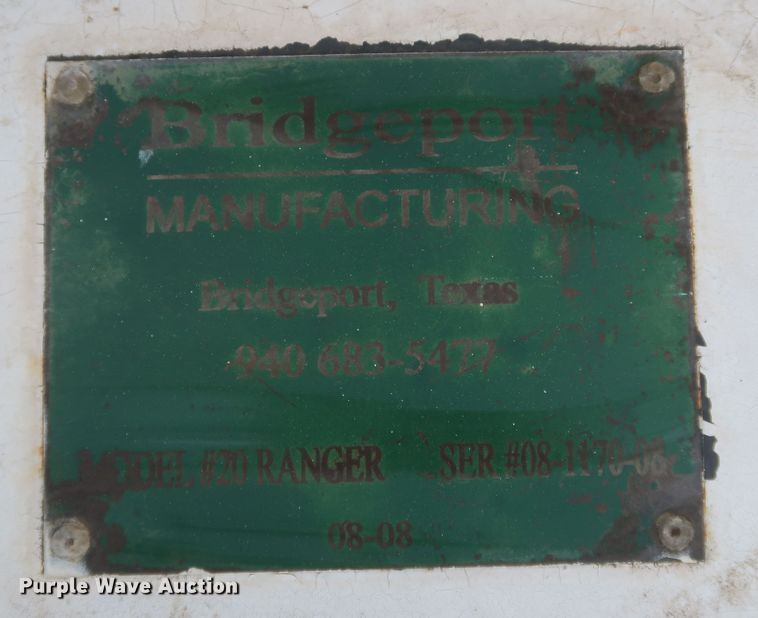 Bridgeport
MANUFACTURING
Bridgeport, Texas
940 683-5477
MODEL #20 RANGER SER #08-1170-08
08-08
Purple Wave Auction